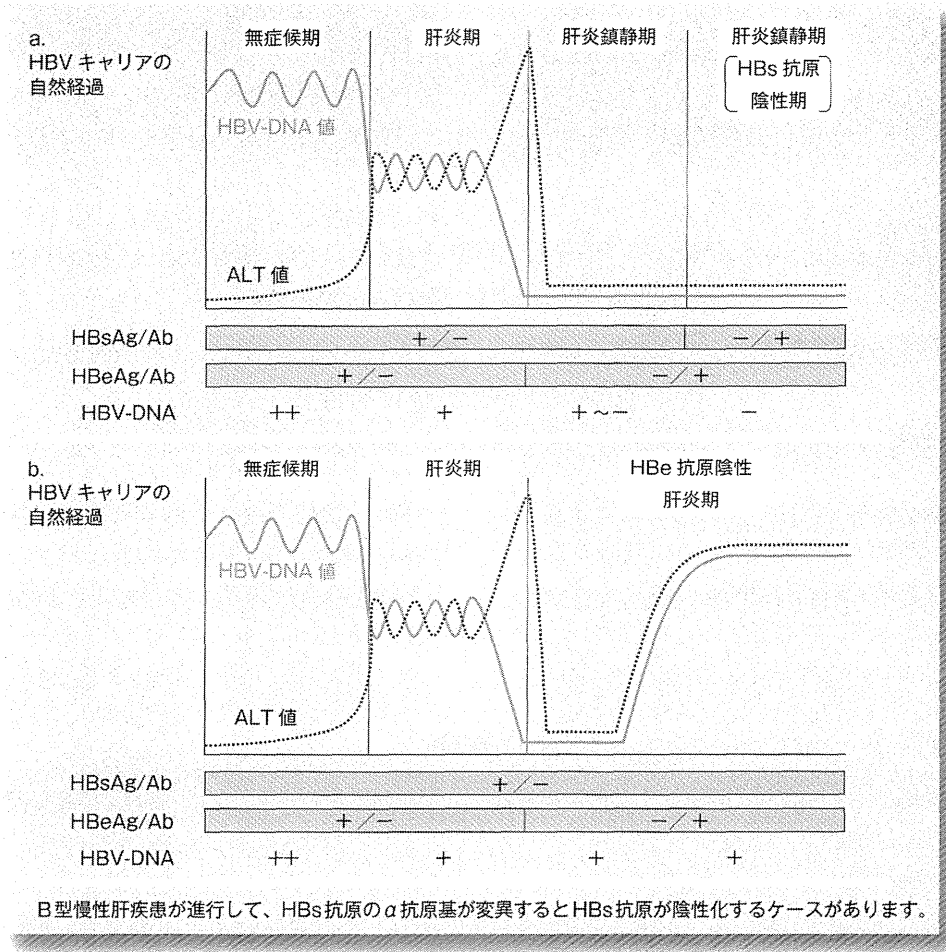 a.
HBV キャリアの
自然経過
無症候期
肝炎期
肝炎鎮静期
肝炎鎮静期
HBs 抗原
陰性期
HBV-DNA 値
ALT 値
HBsAg/Ab
+/−
−/+
HBeAg/Ab
+/−
−/+
HBV-DNA
++
+
+~−
−
b.
HBV キャリアの
自然経過
無症候期
肝炎期
HBe 抗原陰性
肝炎期
HBV-DNA 値
ALT 値
HBsAg/Ab
+/−
HBeAg/Ab
+/−
−/+
HBV-DNA
++
+
+
+
B型慢性肝疾患が進行して、HBs抗原のα抗原基が変異するとHBs抗原が陰性化するケースがあります。